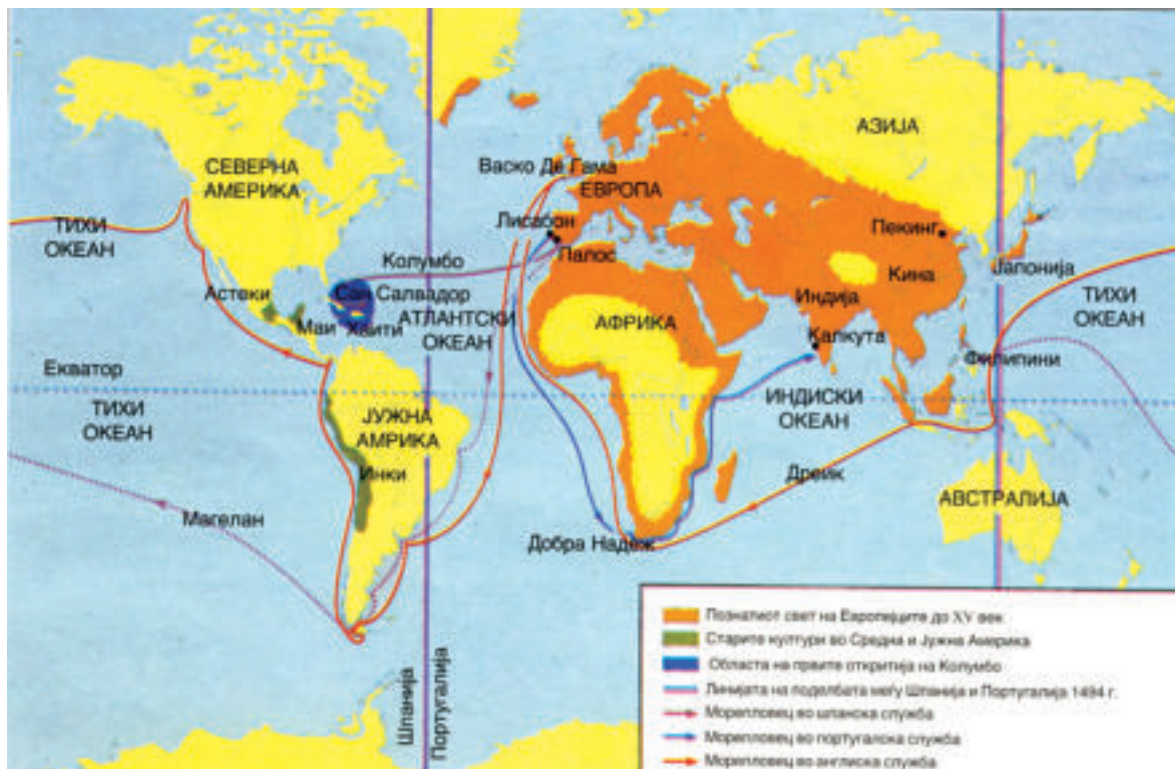 АЗИЈА
СЕВЕРНА
АМЕРИКА
Васко Де Гама
ЕВРОПА
Лисабон
Палос
Пекинг
ТИХИ
ОКЕАН
Колумбо
Кина
Јапонија
Астеки
Сан Салвадор
Индија
ТИХИ
ОКЕАН
Маи
Хаити
АТЛАНТСКИ
ОКЕАН
АФРИКА
Калкута
Филипини
Екватор
ТИХИ
ОКЕАН
ЈУЖНА
АМРИКА
ИНДИСКИ
ОКЕАН
Инки
Дрејк
АВСТРАЛИЈА
Магелан
Добра Надеж
Шпанија
Португалија
Познатиот свет на Европејците до XV век
Старите култури во Средна и Јужна Америка
Областа на првите откритија на Колумбо
Линијата на поделбата меѓу Шпанија и Португалија 1494 г.
Морепловец во шпанска служба
Морепловец во португалска служба
Морепловец во англиска служба